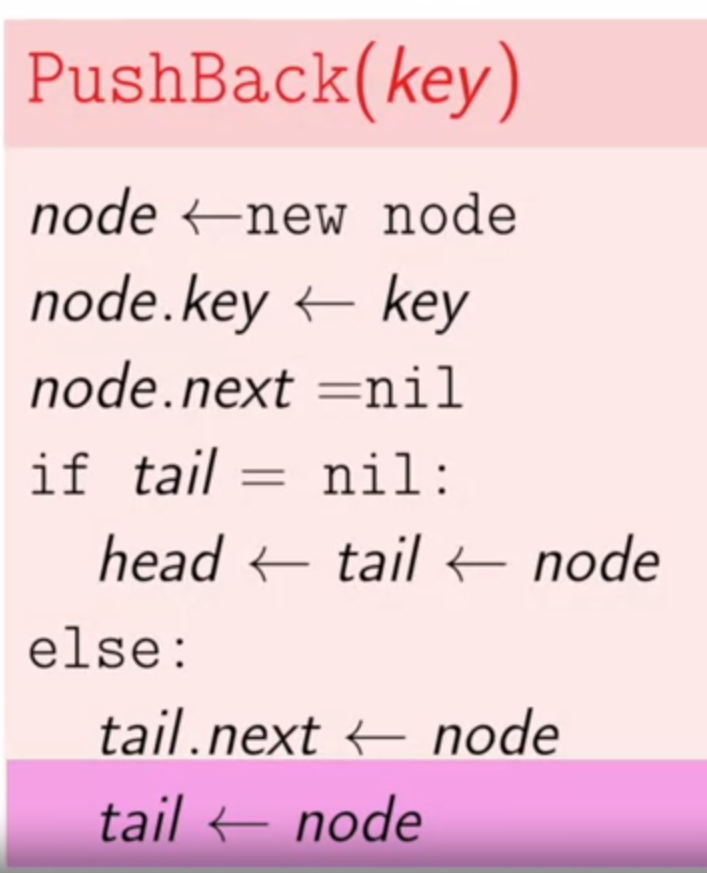 PushBack(key)
node ←new node
node.key ← key
node.next =nil
if tail = nil:
head ← tail ← node
else:
tail.next ← node
tail ← node